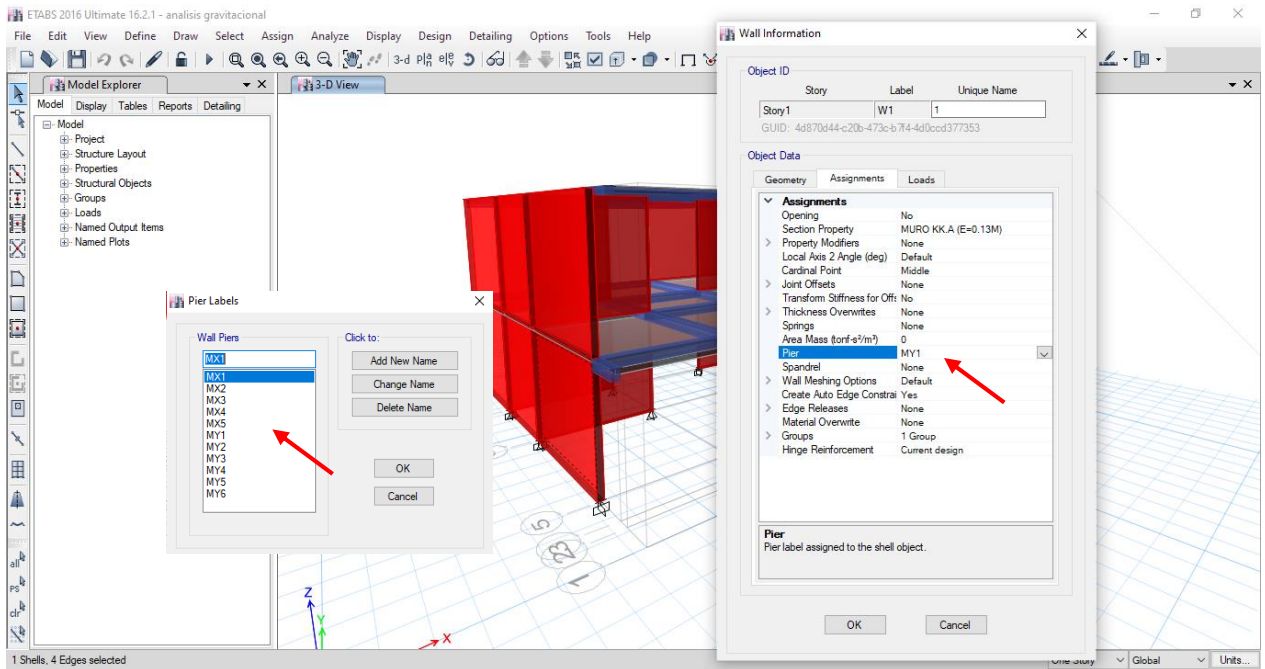 ETABS 2016 Ultimate 16.2.1 - analisis gravitacional
File Edit View Define Draw Select Assign Analyze Display Design Detailing Options Tools Help
3-d
Model Explorer
Model Display Tables Reports Detailing
Model
Project
Structure Layout
Properties
Structural Objects
Groups
Loads
Named Output Items
Named Plots
all
PS
clr
3-D View
5
23
1
Z
Y
X
Pier Labels
Wall Piers
MX1
MX1
MX2
MX3
MX4
MX5
MY1
MY2
MY3
MY4
MY5
MY6
Click to:
Add New Name
Change Name
Delete Name
OK
Cancel
Wall Information
Object ID
Story Label Unique Name
Story1 W1 1
GUID: 4d870d44-c20b-473c-b7f4-4d0ccd377353
Object Data
Geometry Assignments Loads
Assignments
Opening No
Section Property MURO KK.A (E=0.13M)
Property Modifiers None
Local Axis 2 Angle (deg) Default
Cardinal Point Middle
Joint Offsets None
Transform Stiffness for Offs No
Thickness Overwrites None
Springs None
Area Mass (tonf-s²/m³) 0
Pier MY1
Spandrel None
Wall Meshing Options Default
Create Auto Edge Constrai Yes
Edge Releases None
Material Overwrite None
Groups 1 Group
Hinge Reinforcement Current design
Pier
Pier label assigned to the shell object.
OK Cancel
1 Shells, 4 Edges selected
One Story Global Units...